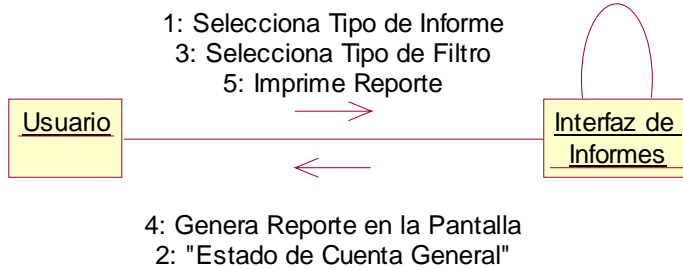 1: Selecciona Tipo de Informe
3: Selecciona Tipo de Filtro
5: Imprime Reporte
Usuario
Interfaz de
Informes
4: Genera Reporte en la Pantalla
2: "Estado de Cuenta General"